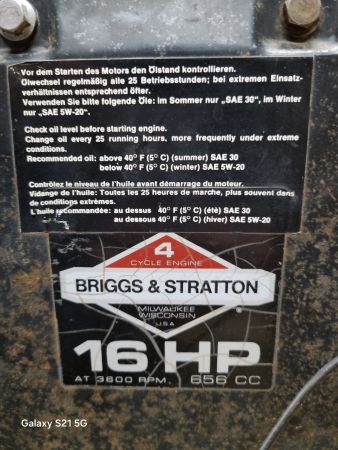 Vor dem Starten des Motors den Ölstand kontrollieren.
Ölwechsel regelmäßig alle 25 Betriebsstunden; bei extremen Einsatz-
verhältnissen entsprechend öfter.
Verwenden Sie bitte folgende Öle: im Sommer nur „SAE 30“, im Winter
nur „SAE 5W-20“.
Check oil level before starting engine.
Change oil every 25 running hours, more frequently under extreme
conditions.
Recommended oil: above 40° F (5° C) (summer) SAE 30
below 40° F (5° C) (winter) SAE 5W-20
Contrôlez le niveau de l'huile avant démarrage du moteur.
Vidange de l'huile: Toutes les 25 heures de marche, plus souvent dans
de conditions extrèmes.
L'huile recommandée: au dessus 40° F (5° C) (été) SAE 30
au dessous 40° F (5° C) (hiver) SAE 5W-20
4
CYCLE ENGINE
BRIGGS & STRATTON
MILWAUKEE
WISCONSIN
U.S.A
16 HP
AT 3600 RPM. 656 CC
Galaxy S21 5G